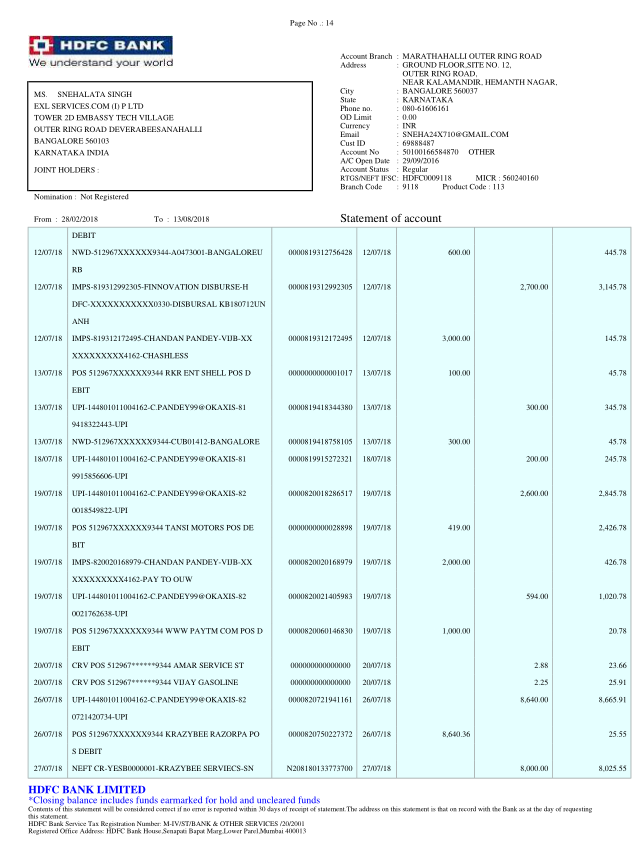 Page No .: 14
HDFC BANK
We understand your world
Account Branch : MARATHAHALLI OUTER RING ROAD
Address : GROUND FLOOR,SITE NO. 12,
OUTER RING ROAD,
NEAR KALAMANDIR, HEMANTH NAGAR,
City : BANGALORE 560037
State : KARNATAKA
Phone no. : 080-61606161
OD Limit : 0.00
Currency : INR
Email : SNEHA24X710@GMAIL.COM
Cust ID : 69888487
Account No : 50100166584870 OTHER
A/C Open Date : 29/09/2016
Account Status : Regular
RTGS/NEFT IFSC: HDFC0009118 MICR : 560240160
Branch Code : 9118 Product Code : 113
MS. SNEHALATA SINGH
EXL SERVICES.COM (I) P LTD
TOWER 2D EMBASSY TECH VILLAGE
OUTER RING ROAD DEVERABEESANAHALLI
BANGALORE 560103
KARNATAKA INDIA
JOINT HOLDERS :
Nomination : Not Registered
From : 28/02/2018 To : 13/08/2018 Statement of account
DEBIT
12/07/18 NWD-512967XXXXXX9344-A0473001-BANGALOREU 0000819312756428 12/07/18 600.00 445.78
RB
12/07/18 IMPS-819312992305-FINNOVATION DISBURSE-H 0000819312992305 12/07/18 2,700.00 3,145.78
DFC-XXXXXXXXXXX0330-DISBURSAL KB180712UN
ANH
12/07/18 IMPS-819312172495-CHANDAN PANDEY-VIJB-XX 0000819312172495 12/07/18 3,000.00 145.78
XXXXXXXXX4162-CHASHLESS
13/07/18 POS 512967XXXXXX9344 RKR ENT SHELL POS D 0000000000001017 13/07/18 100.00 45.78
EBIT
13/07/18 UPI-144801011004162-C.PANDEY99@OKAXIS-81 0000819418344380 13/07/18 300.00 345.78
9418322443-UPI
13/07/18 NWD-512967XXXXXX9344-CUB01412-BANGALORE 0000819418758105 13/07/18 300.00 45.78
18/07/18 UPI-144801011004162-C.PANDEY99@OKAXIS-81 0000819915272321 18/07/18 200.00 245.78
9915856606-UPI
19/07/18 UPI-144801011004162-C.PANDEY99@OKAXIS-82 0000820018286517 19/07/18 2,600.00 2,845.78
0018549822-UPI
19/07/18 POS 512967XXXXXX9344 TANSI MOTORS POS DE 0000000000028898 19/07/18 419.00 2,426.78
BIT
19/07/18 IMPS-820020168979-CHANDAN PANDEY-VIJB-XX 0000820020168979 19/07/18 2,000.00 426.78
XXXXXXXXX4162-PAY TO OUW
19/07/18 UPI-144801011004162-C.PANDEY99@OKAXIS-82 0000820021405983 19/07/18 594.00 1,020.78
0021762638-UPI
19/07/18 POS 512967XXXXXX9344 WWW PAYTM COM POS D 0000820060146830 19/07/18 1,000.00 20.78
EBIT
20/07/18 CRV POS 512967******9344 AMAR SERVICE ST 0000000000000000 20/07/18 2.88 23.66
20/07/18 CRV POS 512967******9344 VIJAY GASOLINE 0000000000000000 20/07/18 2.25 25.91
26/07/18 UPI-144801011004162-C.PANDEY99@OKAXIS-82 0000820721941161 26/07/18 8,640.00 8,665.91
0721420734-UPI
26/07/18 POS 512967XXXXXX9344 KRAZYBEE RAZORPA PO 0000820750227372 26/07/18 8,640.36 25.55
S DEBIT
27/07/18 NEFT CR-YESB0000001-KRAZYBEE SERVIECS-SN N208180133773700 27/07/18 8,000.00 8,025.55
HDFC BANK LIMITED
*Closing balance includes funds earmarked for hold and uncleared funds
Contents of this statement will be considered correct if no error is reported within 30 days of receipt of statement.The address on this statement is that on record with the Bank as at the day of requesting
this statement.
HDFC Bank Service Tax Registration Number: M-IV/ST/BANK & OTHER SERVICES /20/2001
Registered Office Address: HDFC Bank House,Senapati Bapat Marg,Lower Parel,Mumbai 400013